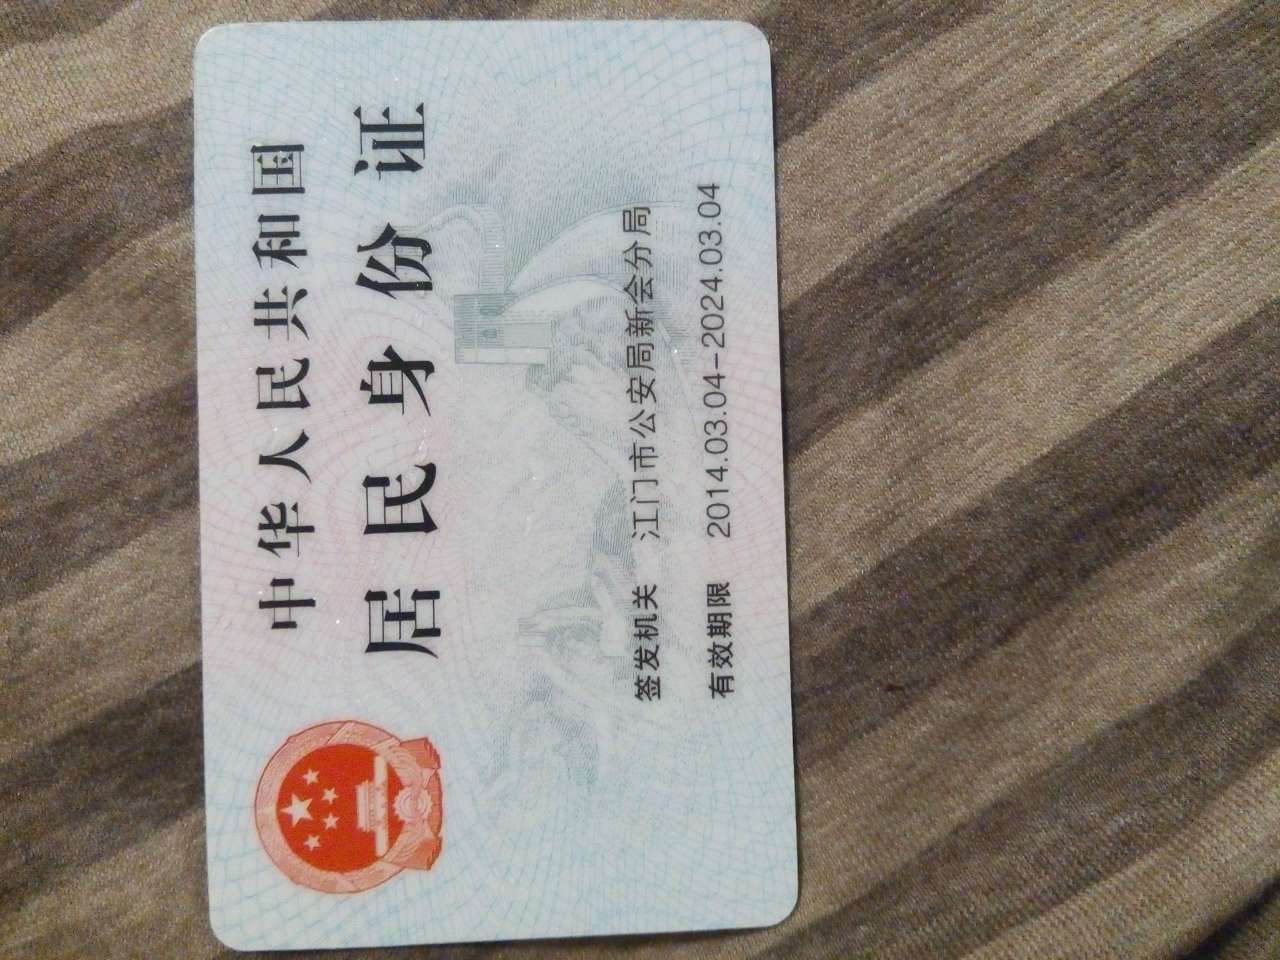 中华人民共和国
居民身份证
签发机关 江门市公安局新会分局
有效期限 2014.03.04-2024.03.04